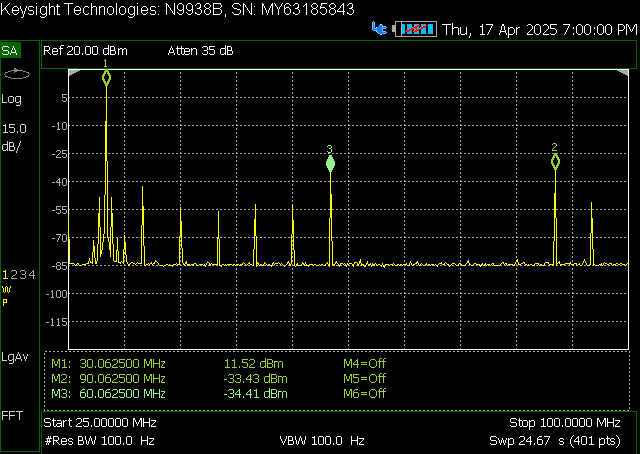 Keysight Technologies: N9938B, SN: MY63185843
Thu, 17 Apr 2025 7:00:00 PM
SA
Ref 20.00 dBm Atten 35 dB
Log
15.0
dB/
1
2
3
5
-10
-25
-40
-55
-70
-85
-100
-115
1 2 3 4
W
P
LgAv
FFT
M1: 30.062500 MHz 11.52 dBm M4=Off
M2: 90.062500 MHz -33.43 dBm M5=Off
M3: 60.062500 MHz -34.41 dBm M6=Off
Start 25.00000 MHz Stop 100.0000 MHz
#Res BW 100.0 Hz VBW 100.0 Hz Swp 24.67 s (401 pts)